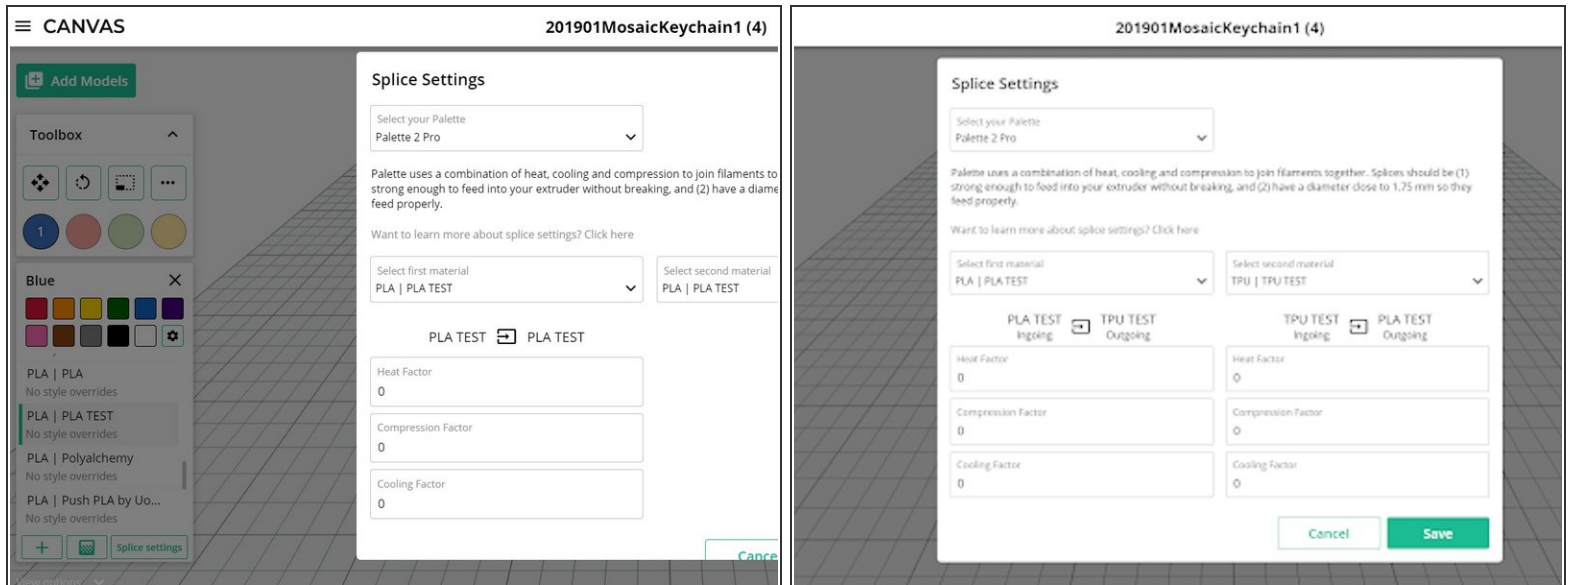 CANVAS
201901MosaicKeychain1 (4)
Add Models
Toolbox
1
Blue
PLA | PLA
No style overrides
PLA | PLA TEST
No style overrides
PLA | Polyalchemy
No style overrides
PLA | Push PLA by Uo...
No style overrides
Splice settings
View options
Splice Settings
Select your Palette
Palette 2 Pro
Palette uses a combination of heat, cooling and compression to join filaments to
strong enough to feed into your extruder without breaking, and (2) have a diame
feed properly.
Want to learn more about splice settings? Click here
Select first material
PLA | PLA TEST
Select second material
PLA | PLA TEST
PLA TEST PLA TEST
Heat Factor
0
Compression Factor
0
Cooling Factor
0
Cance
201901MosaicKeychain1 (4)
Splice Settings
Select your Palette
Palette 2 Pro
Palette uses a combination of heat, cooling and compression to join filaments together. Splices should be (1)
strong enough to feed into your extruder without breaking, and (2) have a diameter close to 1.75 mm so they
feed properly.
Want to learn more about splice settings? Click here
Select first material
PLA | PLA TEST
Select second material
TPU | TPU TEST
PLA TEST TPU TEST
Ingoing Outgoing
TPU TEST PLA TEST
Ingoing Outgoing
Heat Factor
0
Heat Factor
0
Compression Factor
0
Compression Factor
0
Cooling Factor
0
Cooling Factor
0
Cancel
Save